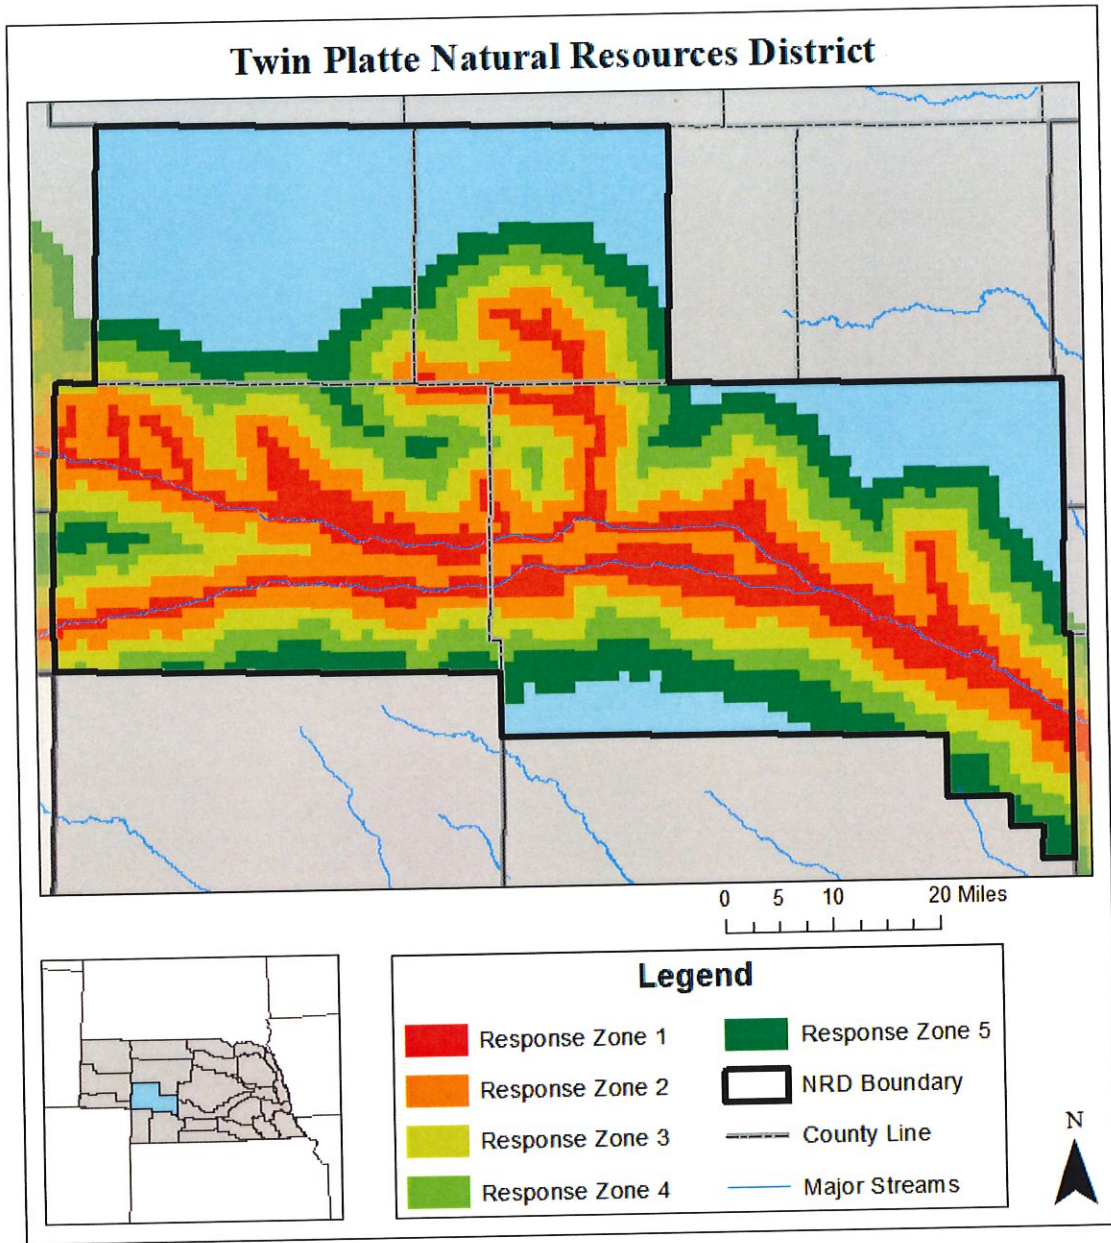 Twin Platte Natural Resources District
0 5 10 20 Miles
Legend
Response Zone 1
Response Zone 2
Response Zone 3
Response Zone 4
Response Zone 5
NRD Boundary
County Line
Major Streams
N